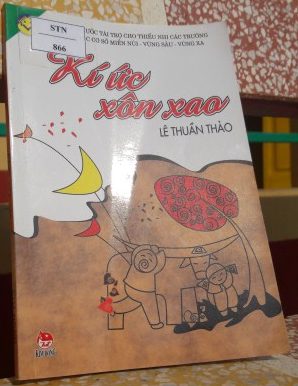 STN
866
ƯỚC TÀI TRỢ CHO THIẾU NHI CÁC TRƯỜNG
CƠ SỞ MIỀN NÚI - VÙNG SÂU - VÙNG XA
Kí ức
xôn xao
LÊ THUẬN THẢO